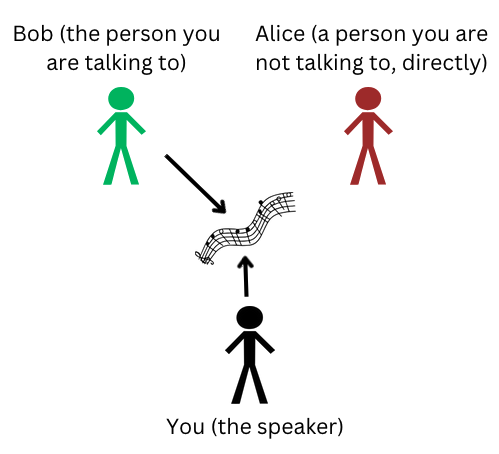 Bob (the person you
are talking to)
Alice (a person you are
not talking to, directly)
You (the speaker)